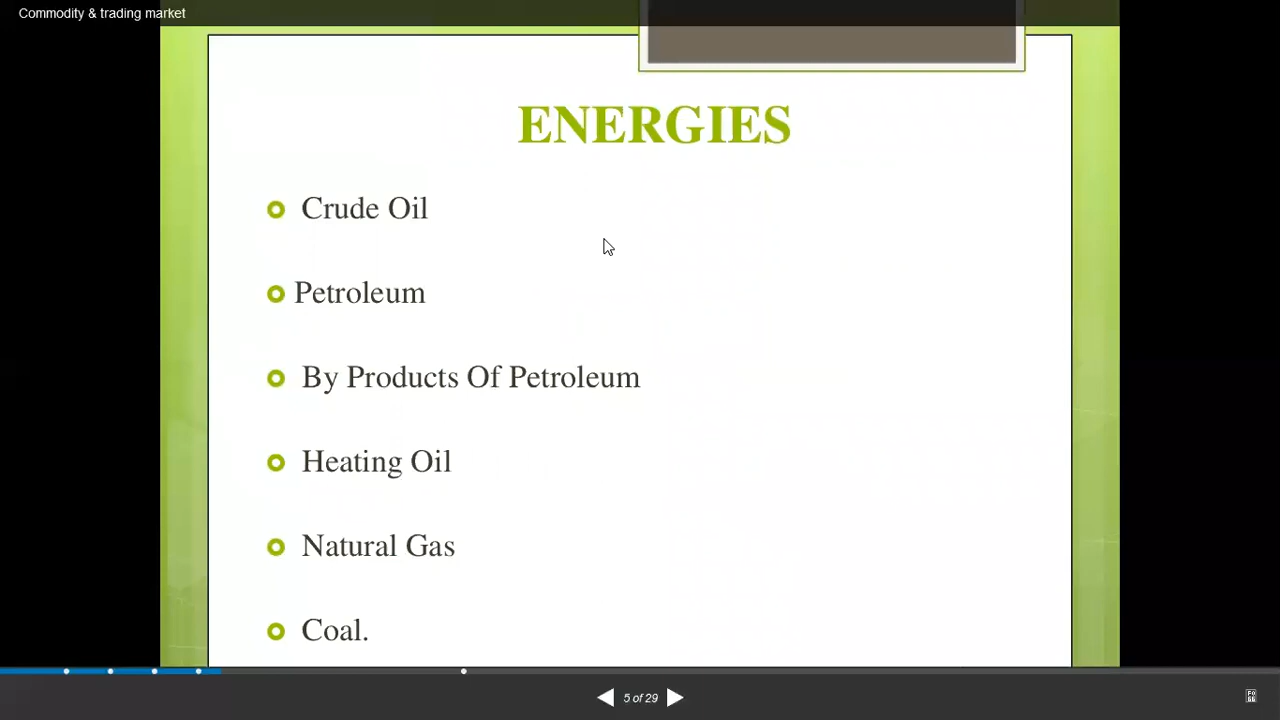 Commodity & trading market
ENERGIES
Crude Oil
Petroleum
By Products Of Petroleum
Heating Oil
Natural Gas
Coal.
5 of 29